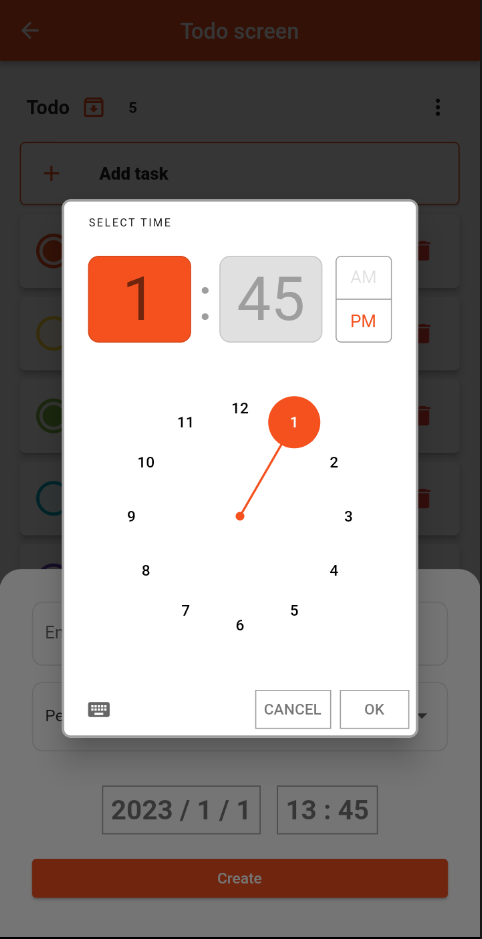 Todo screen
Todo 5
Add task
SELECT TIME
1 : 45
AM
PM
12
11 1
10 2
9 3
8 4
7 5
6
CANCEL OK
2023 / 1 / 1 13 : 45
Create